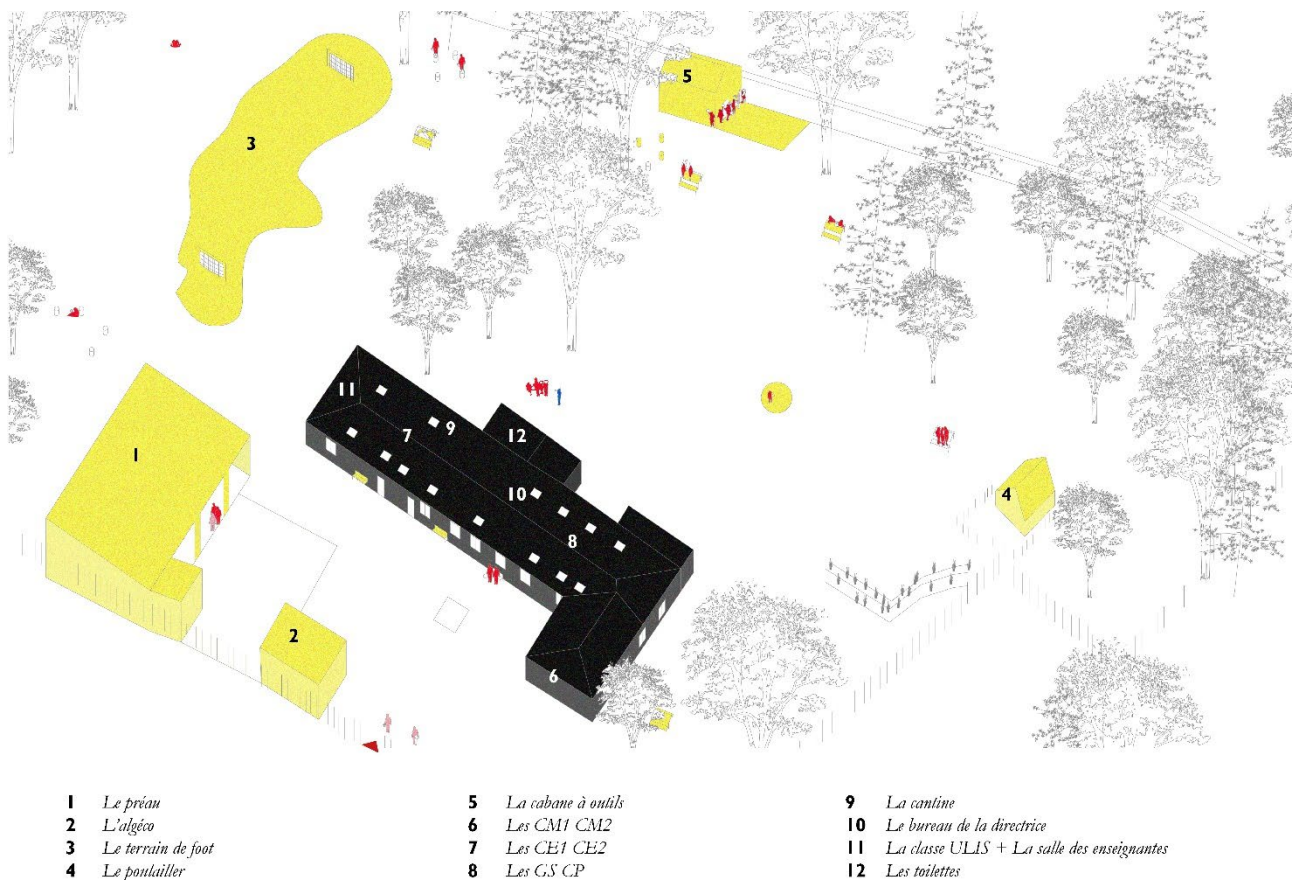 5
3
11
9
7
12
1
10
4
8
2
6
1 Le préau
2 L'algéco
3 Le terrain de foot
4 Le poulailler
5 La cabane à outils
6 Les CM1 CM2
7 Les CE1 CE2
8 Les GS CP
9 La cantine
10 Le bureau de la directrice
11 La classe ULIS + La salle des enseignantes
12 Les toilettes